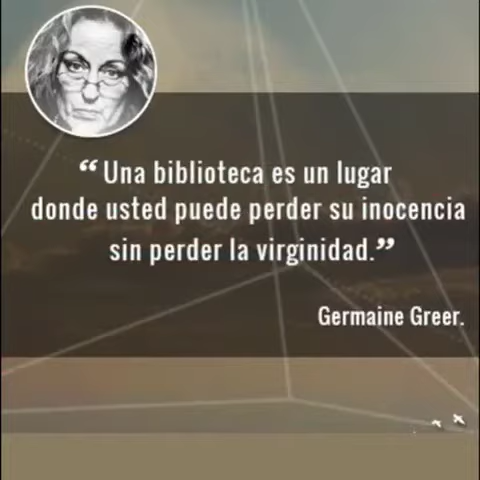 “Una biblioteca es un lugar
donde usted puede perder su inocencia
sin perder la virginidad.”
Germaine Greer.